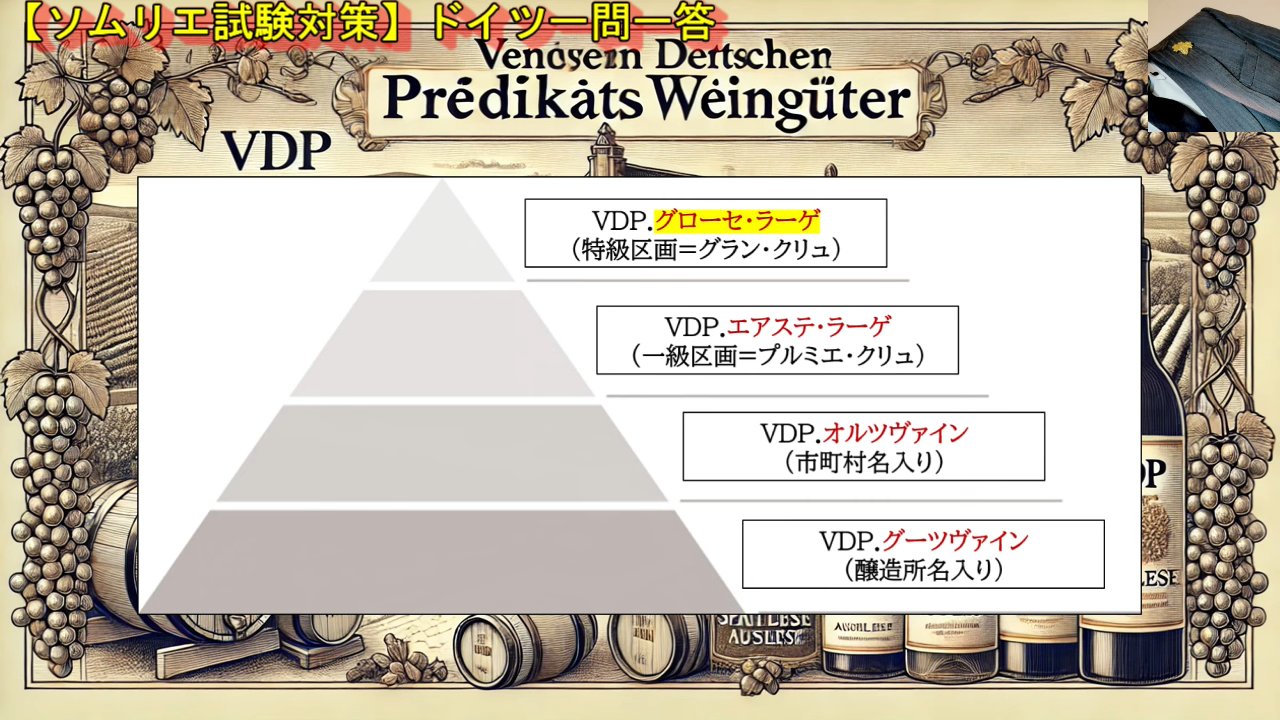 【ソムリエ試験対策】ドイツ一問一答
Prēdikȧts Wėingűter
VDP
VDP.グローセ・ラーゲ
（特級区画=グラン・クリュ）
VDP.エアステ・ラーゲ
（一級区画=プルミエ・クリュ）
VDP.オルツヴァイン
（市町村名入り）
VDP.グーツヴァイン
（醸造所名入り）